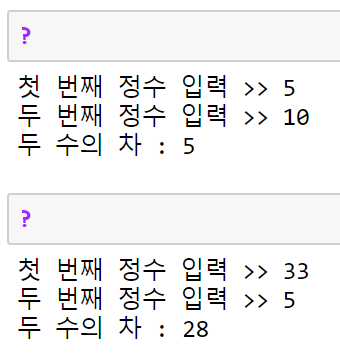 ?
첫 번째 정수 입력 >> 5
두 번째 정수 입력 >> 10
두 수의 차 : 5
?
첫 번째 정수 입력 >> 33
두 번째 정수 입력 >> 5
두 수의 차 : 28